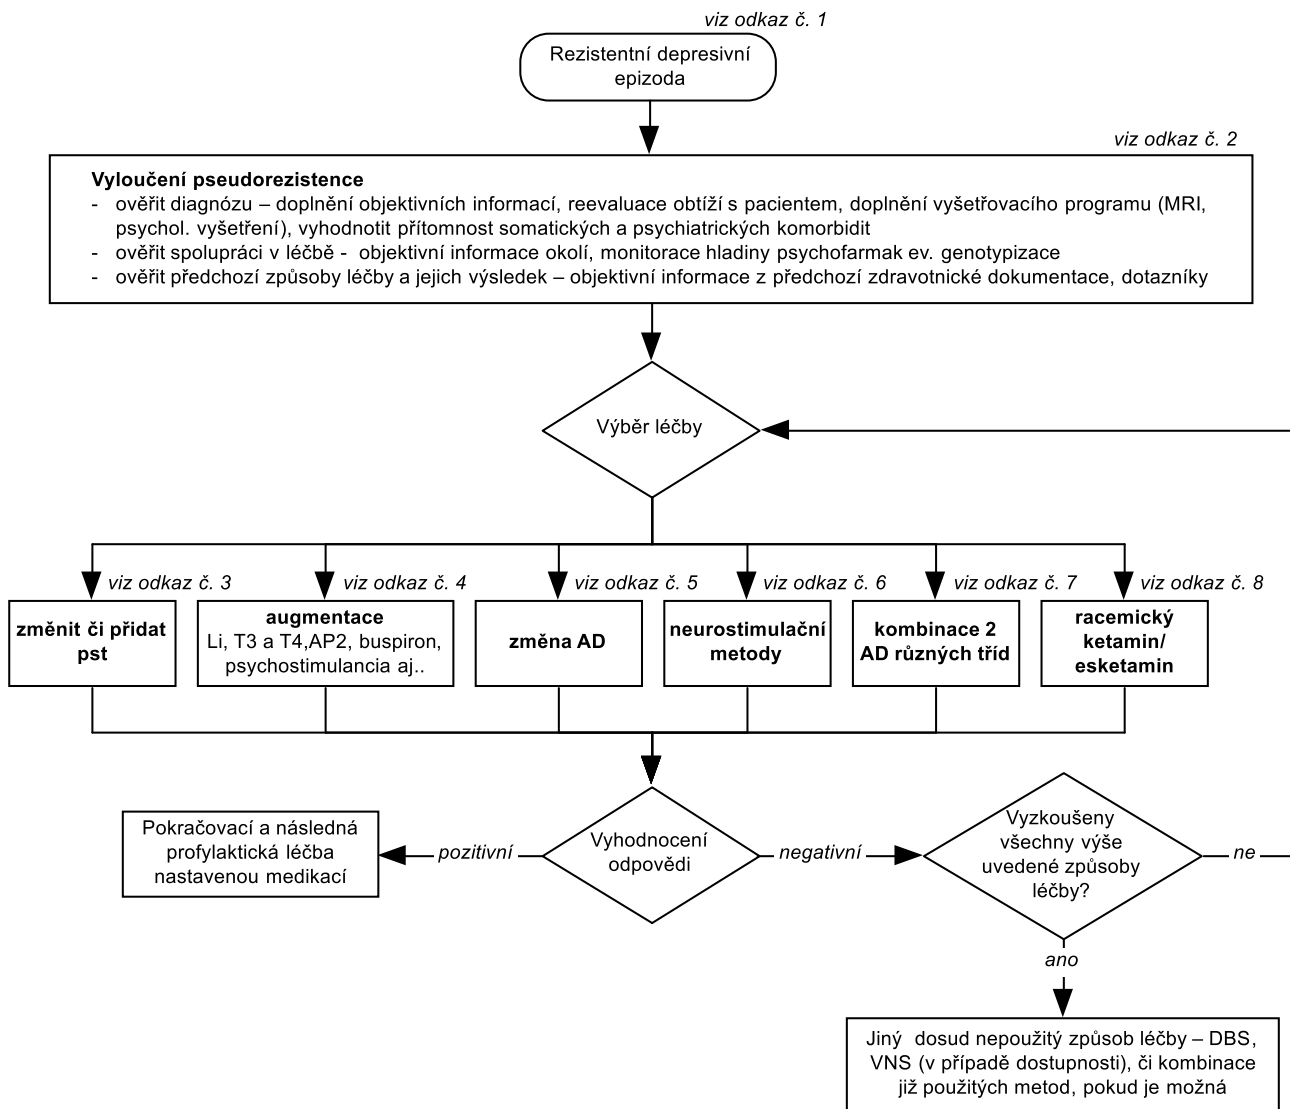 viz odkaz č. 1
Rezistentní depresivní
epizoda
viz odkaz č. 2
Vyloučení pseudorezistence
- ověřit diagnózu – doplnění objektivních informací, reevaluace obtíží s pacientem, doplnění vyšetřovacího programu (MRI,
psychol. vyšetření), vyhodnotit přítomnost somatických a psychiatrických komorbidit
- ověřit spolupráci v léčbě - objektivní informace okolí, monitorace hladiny psychofarmak ev. genotypizace
- ověřit předchozí způsoby léčby a jejich výsledek – objektivní informace z předchozí zdravotnické dokumentace, dotazníky
Výběr léčby
viz odkaz č. 3
změnit či přidat
pst
viz odkaz č. 4
augmentace
Li, T3 a T4,AP2, buspiron,
psychostimulancia aj..
viz odkaz č. 5
změna AD
viz odkaz č. 6
neurostimulační
metody
viz odkaz č. 7
kombinace 2
AD různých tříd
viz odkaz č. 8
racemický
ketamin/
esketamin
Pokračovací a následná
profylaktická léčba
nastavenou medikací
pozitivní
Vyhodnocení
odpovědi
negativní
Vyzkoušeny
všechny výše
uvedené způsoby
léčby?
ne
ano
Jiný dosud nepoužitý způsob léčby – DBS,
VNS (v případě dostupnosti), či kombinace
již použitých metod, pokud je možná